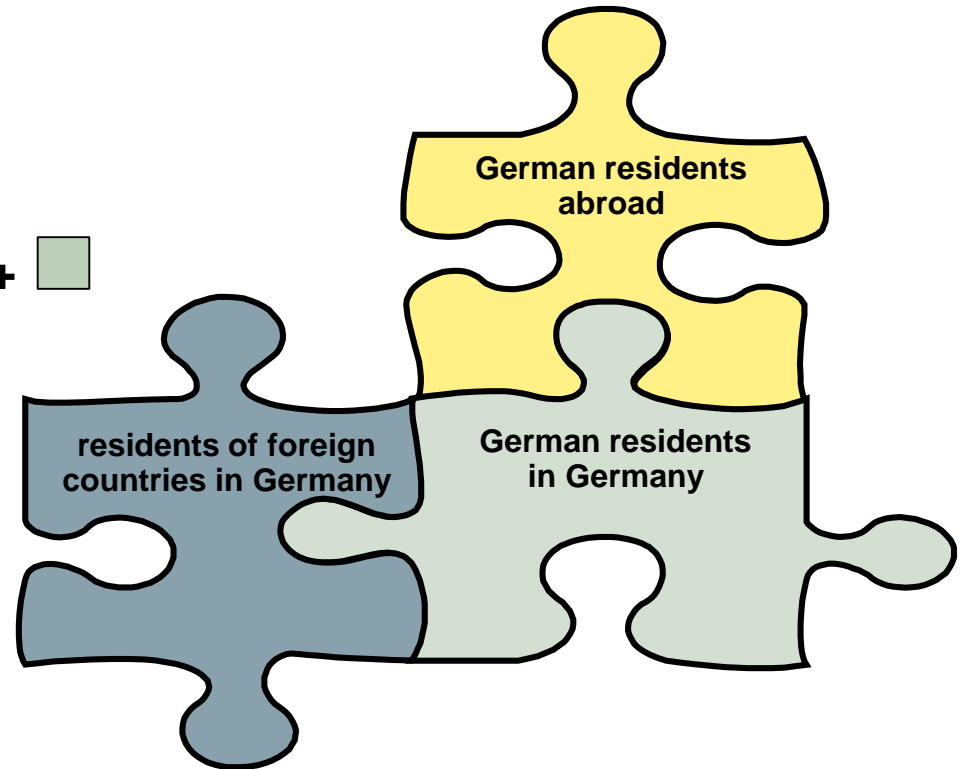 German residents
abroad
+
residents of foreign
countries in Germany
German residents
in Germany